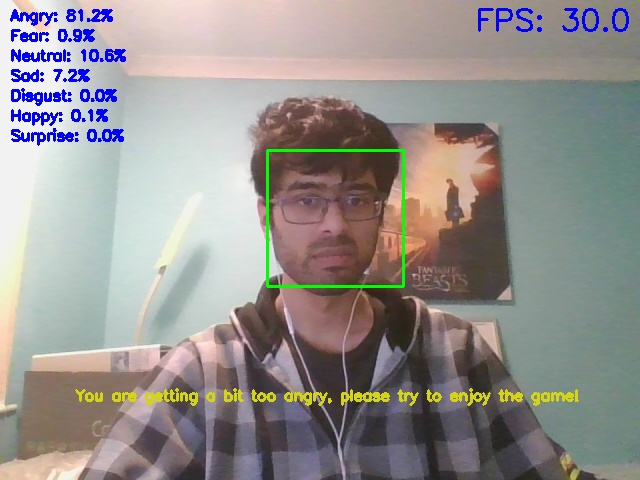 Angry: 81.2%
Fear: 0.9%
Neutral: 10.6%
Sad: 7.2%
Disgust: 0.0%
Happy: 0.1%
Surprise: 0.0%
FPS: 30.0
FANTASTIC
BEASTS
You are getting a bit too angry, please try to enjoy the game!